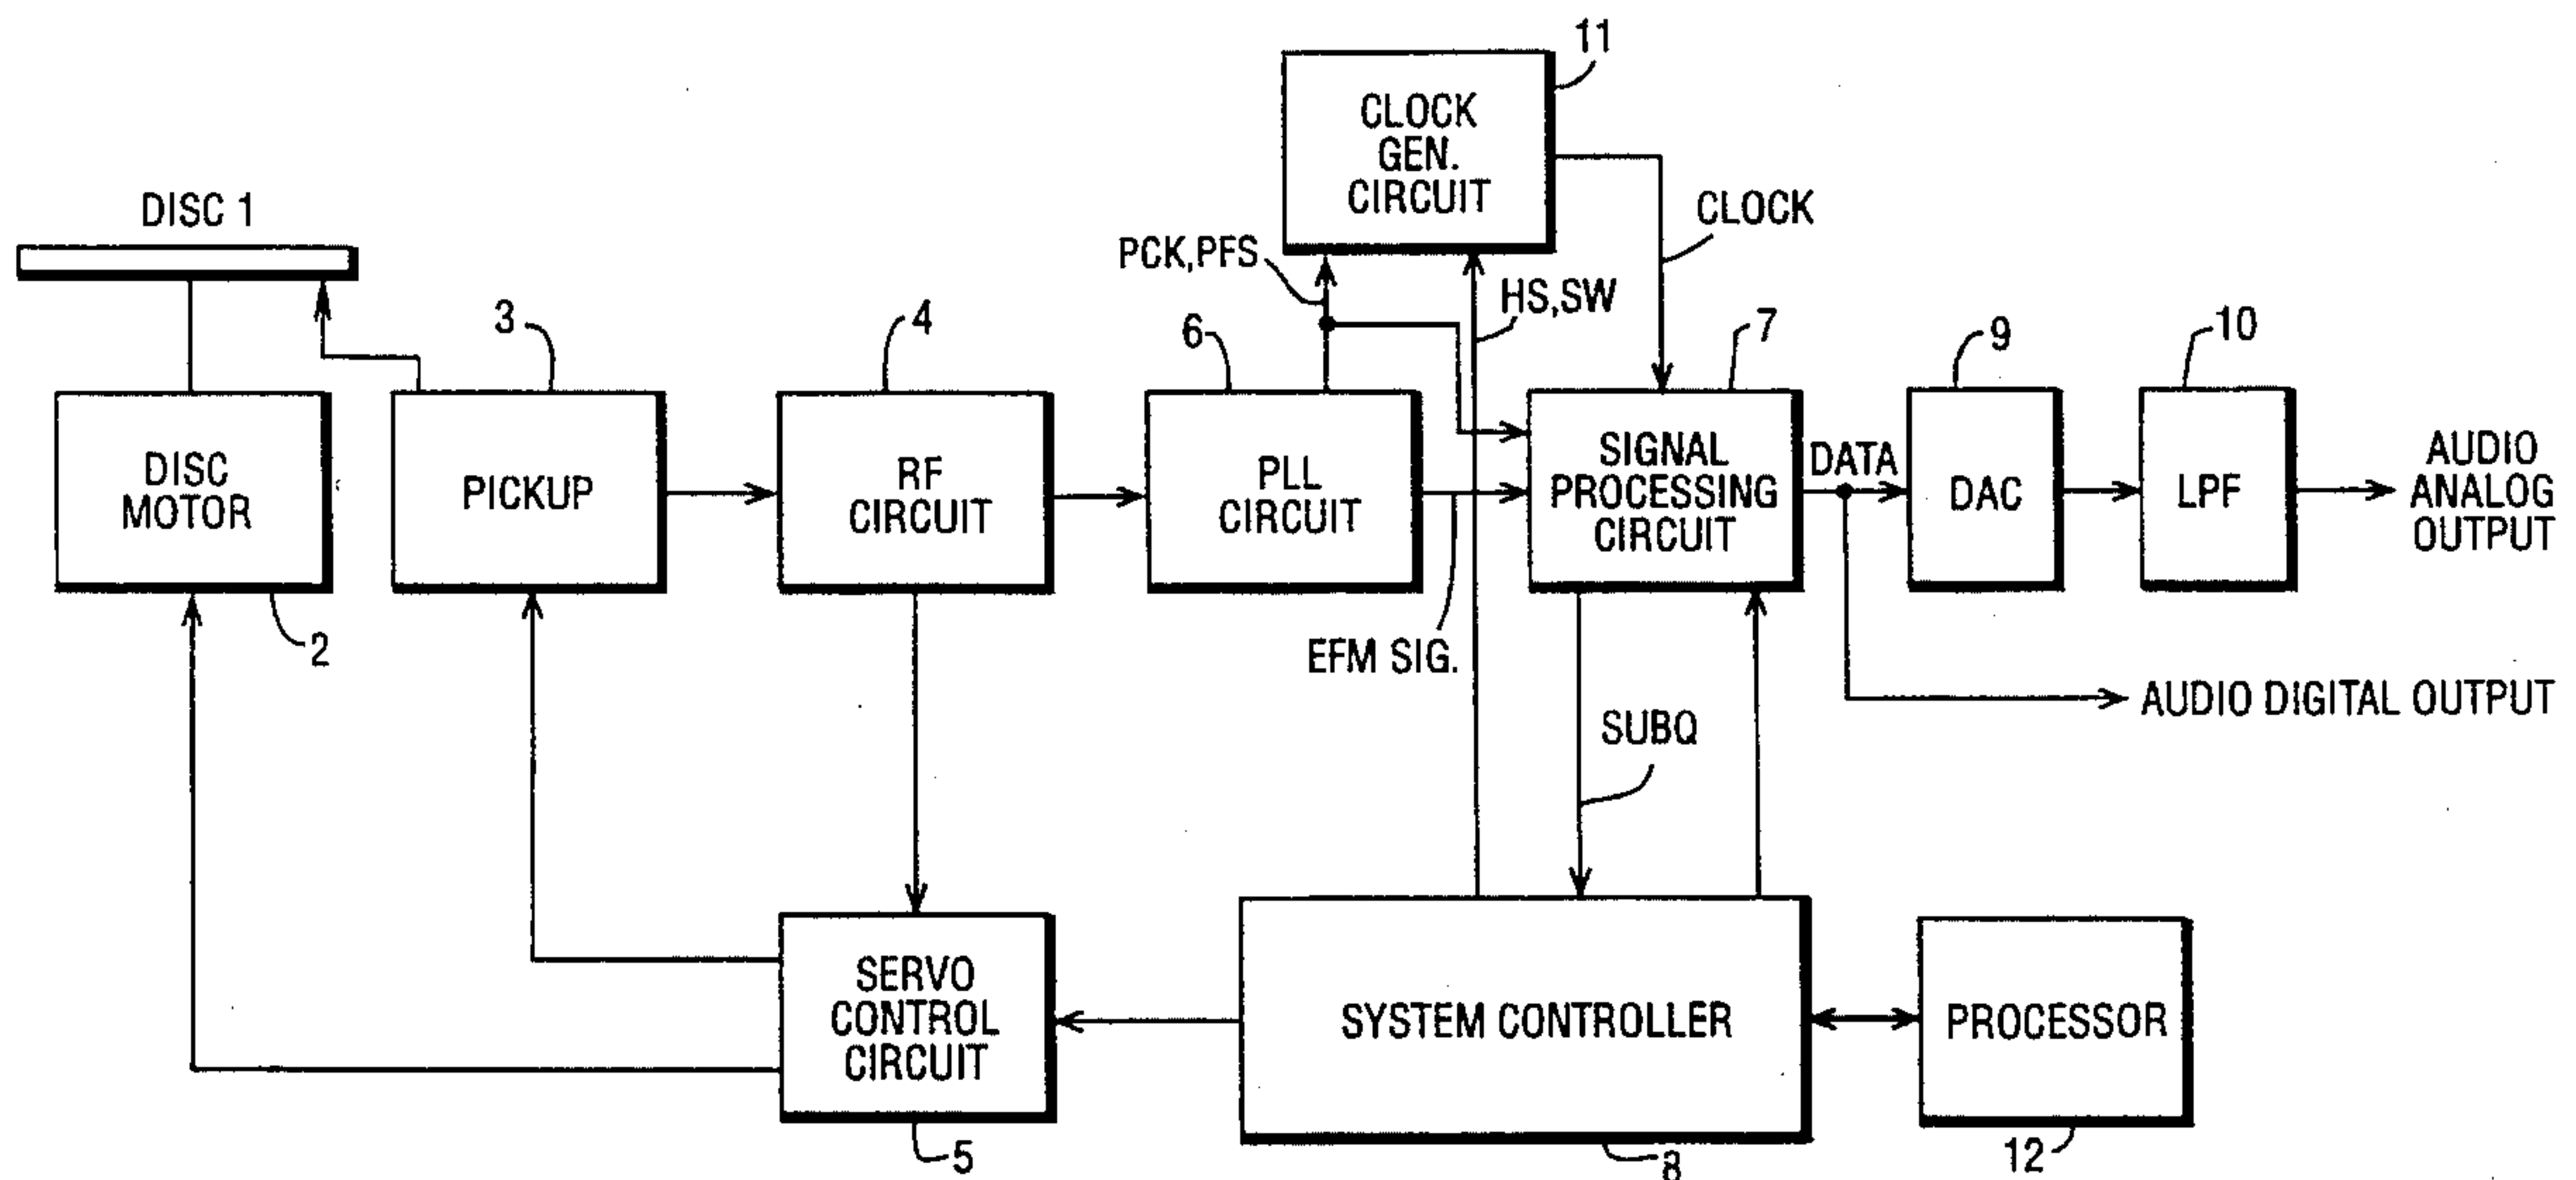 11
CLOCK
GEN.
CIRCUIT
DISC 1
CLOCK
PCK,PFS
HS,SW
3
4
6
7
9
10
DISC
MOTOR
PICKUP
RF
CIRCUIT
PLL
CIRCUIT
SIGNAL
PROCESSING
CIRCUIT
DATA
DAC
LPF
AUDIO
ANALOG
OUTPUT
2
EFM SIG.
SUBQ
AUDIO DIGITAL OUTPUT
SERVO
CONTROL
CIRCUIT
SYSTEM CONTROLLER
PROCESSOR
5
8
12